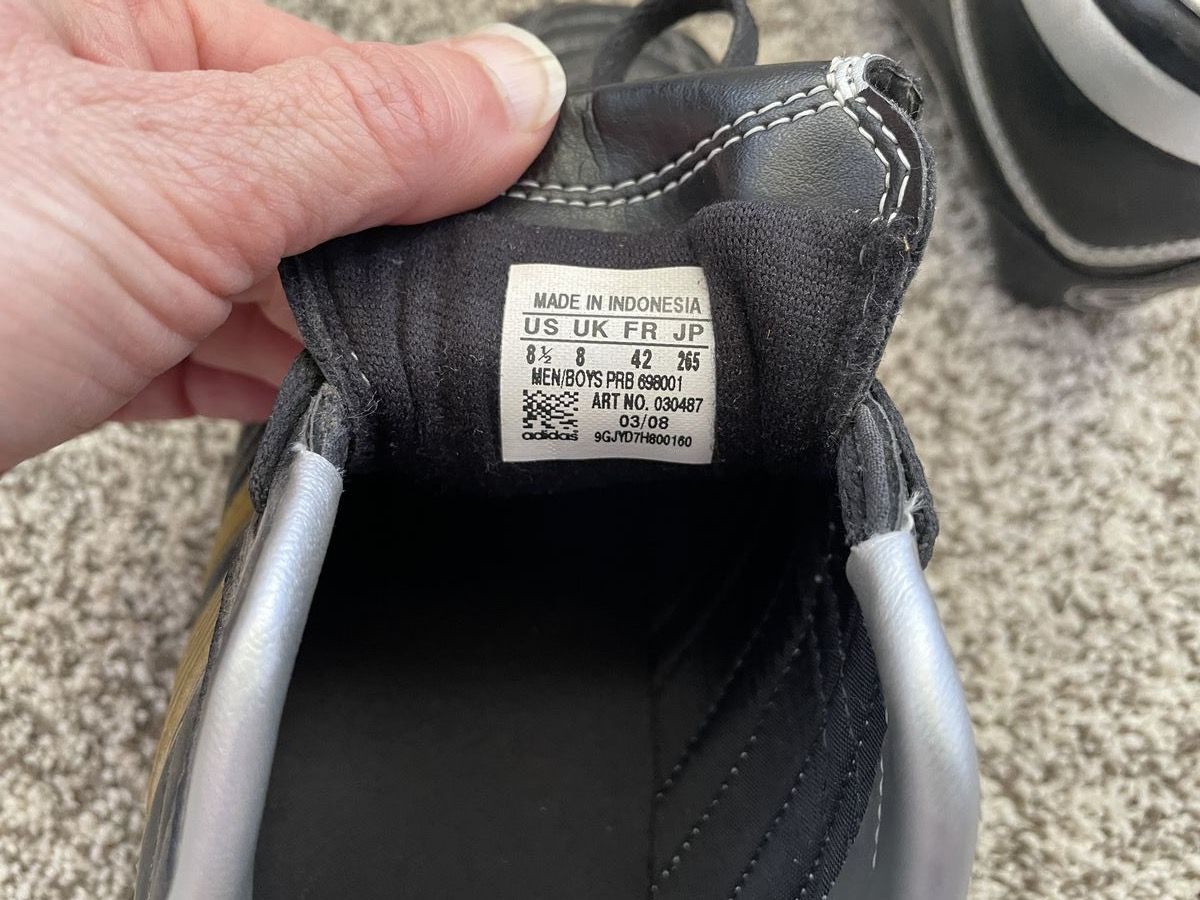 MADE IN INDONESIA
US UK FR JP
8½ 8 42 265
MEN/BOYS PRB 698001
ART NO. 030487
03/08
adidas 9GJYD7H800160